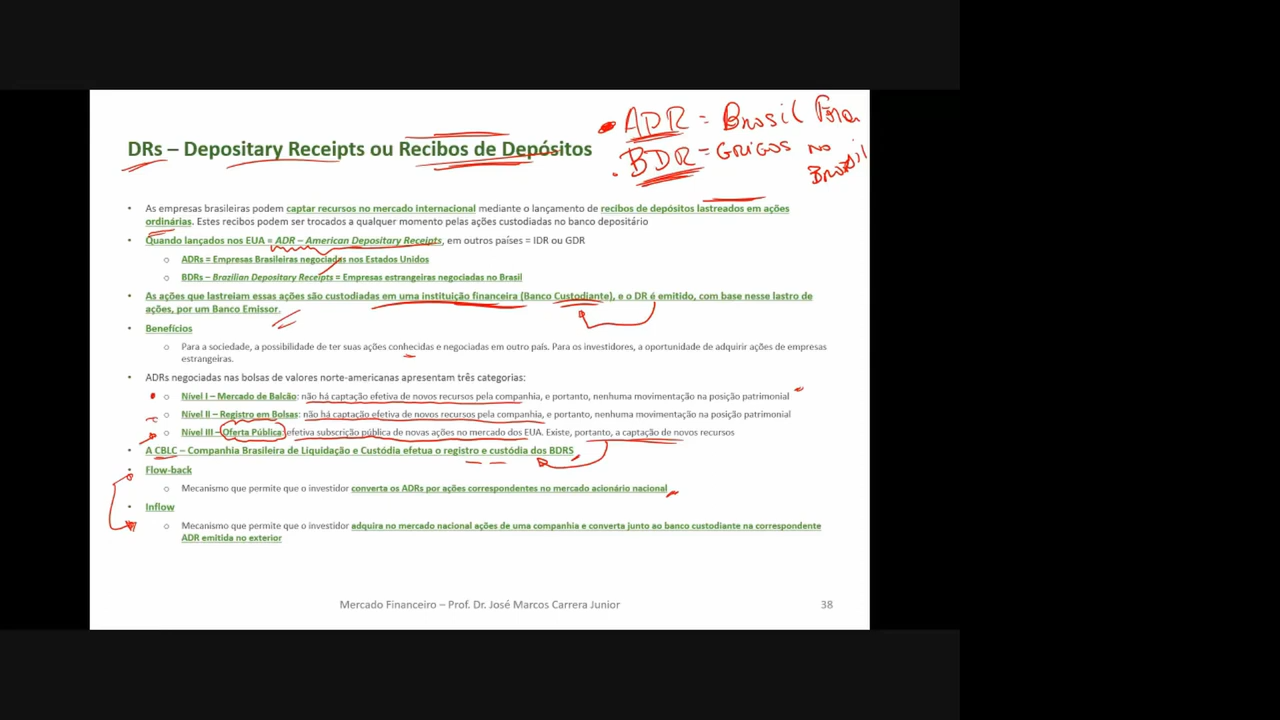 • ADR = Brasil Fora
DRs – Depositary Receipts ou Recibos de Depósitos
• BDR = GRIGOS no Brasil
• As empresas brasileiras podem captar recursos no mercado internacional mediante o lançamento de recibos de depósitos lastreados em ações
ordinárias. Estes recibos podem ser trocados a qualquer momento pelas ações custodiadas no banco depositário
• Quando lançados nos EUA = ADR – American Depositary Receipts, em outros países = IDR ou GDR
o ADRs = Empresas Brasileiras negociadas nos Estados Unidos
o BDRs – Brazilian Depositary Receipts = Empresas estrangeiras negociadas no Brasil
• As ações que lastreiam essas ações são custodiadas em uma instituição financeira (Banco Custodiante), e o DR é emitido, com base nesse lastro de
ações, por um Banco Emissor.
• Benefícios
o Para a sociedade, a possibilidade de ter suas ações conhecidas e negociadas em outro país. Para os investidores, a oportunidade de adquirir ações de empresas
estrangeiras.
• ADRs negociadas nas bolsas de valores norte-americanas apresentam três categorias:
o Nível I – Mercado de Balcão: não há captação efetiva de novos recursos pela companhia, e portanto, nenhuma movimentação na posição patrimonial
o Nível II – Registro em Bolsas: não há captação efetiva de novos recursos pela companhia, e portanto, nenhuma movimentação na posição patrimonial
o Nível III – Oferta Pública: efetiva subscrição pública de novas ações no mercado dos EUA. Existe, portanto, a captação de novos recursos
• A CBLC – Companhia Brasileira de Liquidação e Custódia efetua o registro e custódia dos BDRS
• Flow-back
o Mecanismo que permite que o investidor converta os ADRs por ações correspondentes no mercado acionário nacional
• Inflow
o Mecanismo que permite que o investidor adquira no mercado nacional ações de uma companhia e converta junto ao banco custodiante na correspondente
ADR emitida no exterior
Mercado Financeiro – Prof. Dr. José Marcos Carrera Junior 38